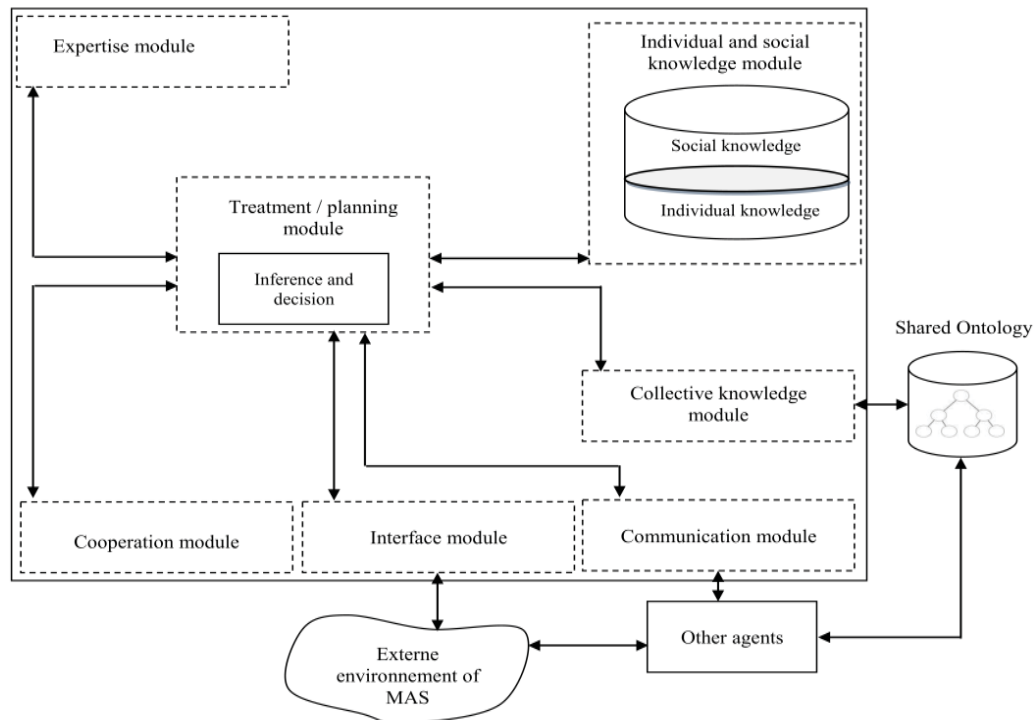 Expertise module
Individual and social
knowledge module
Social knowledge
Individual knowledge
Treatment / planning
module
Inference and
decision
Shared Ontology
Collective knowledge
module
Cooperation module
Interface module
Communication module
Other agents
Externe
environnement of
MAS